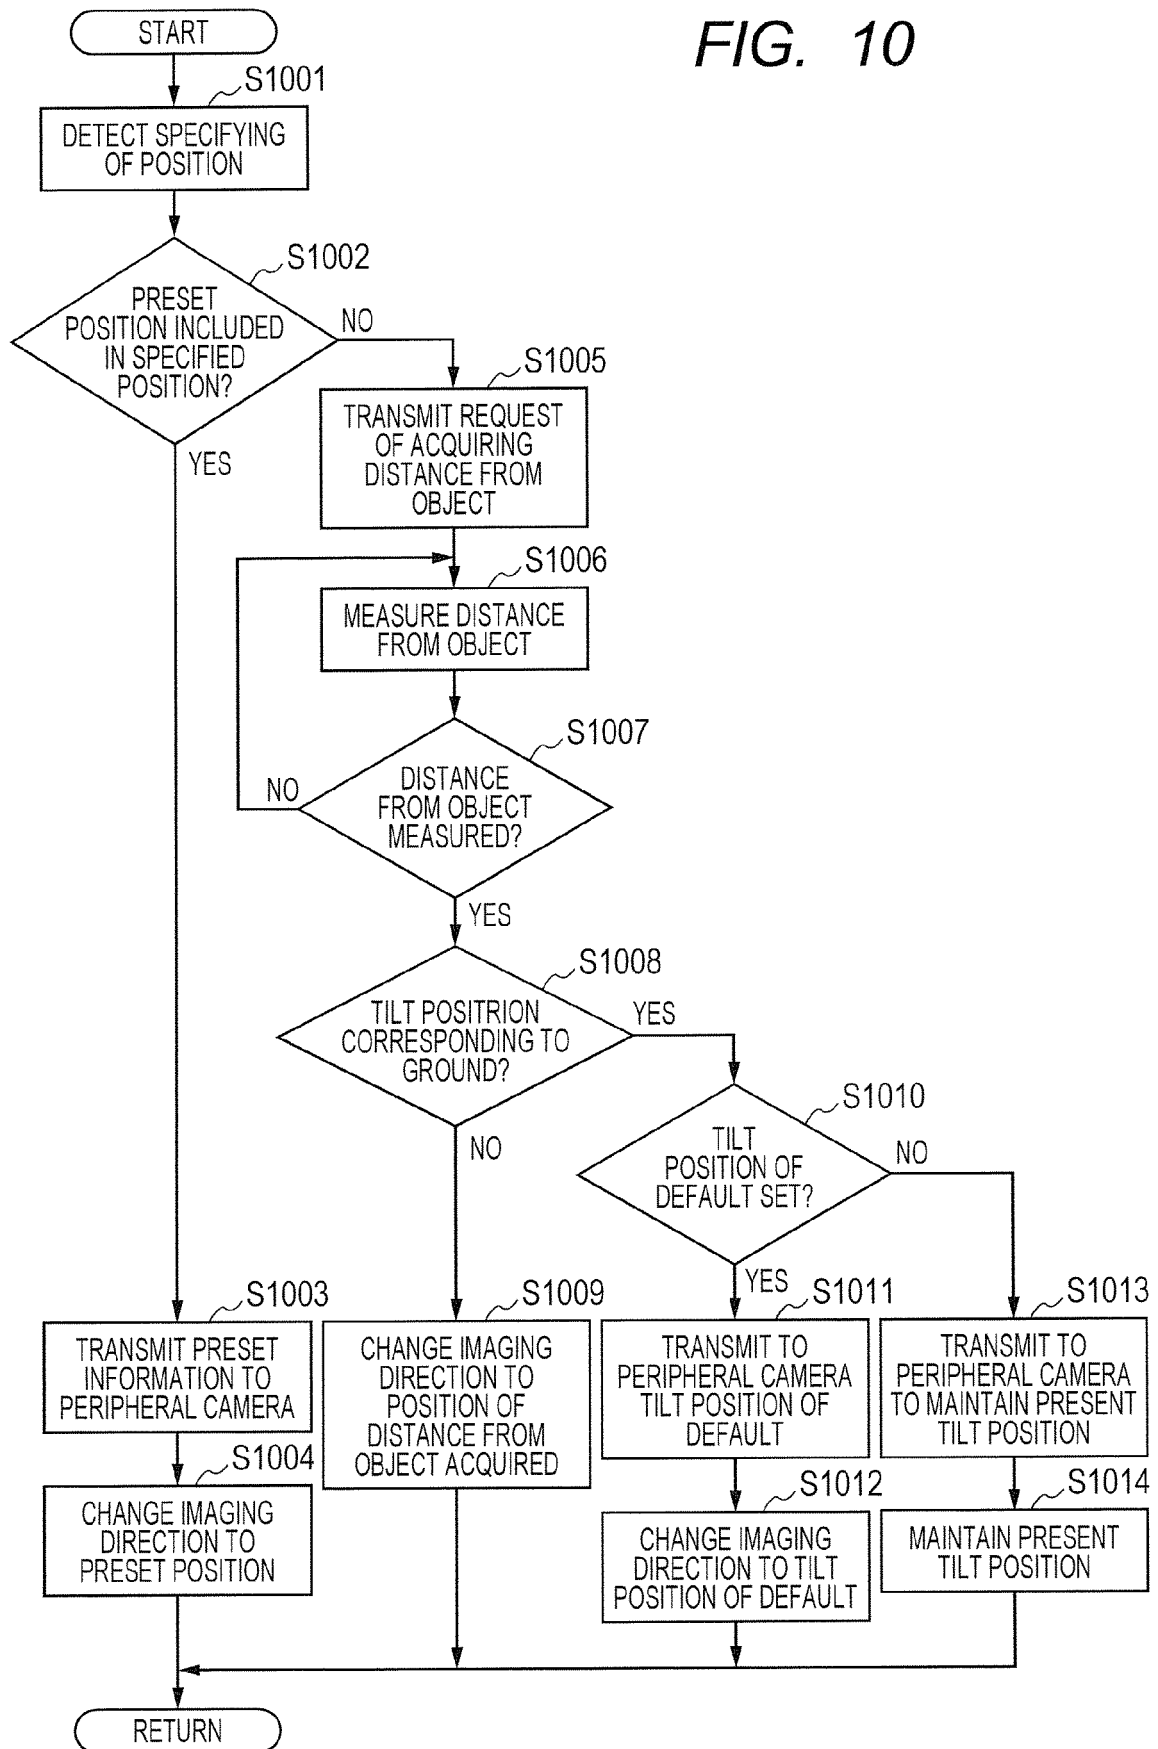 FIG. 10
START
S1001
DETECT SPECIFYING
OF POSITION
S1002
PRESET
POSITION INCLUDED
IN SPECIFIED
POSITION?
NO
YES
S1005
TRANSMIT REQUEST
OF ACQUIRING
DISTANCE FROM
OBJECT
S1006
MEASURE DISTANCE
FROM OBJECT
S1007
DISTANCE
FROM OBJECT
MEASURED?
NO
YES
S1008
TILT POSITRION
CORRESPONDING TO
GROUND?
YES
NO
S1010
TILT
POSITION OF
DEFAULT SET?
NO
YES
S1003
TRANSMIT PRESET
INFORMATION TO
PERIPHERAL CAMERA
S1004
CHANGE IMAGING
DIRECTION TO
PRESET POSITION
S1009
CHANGE IMAGING
DIRECTION TO
POSITION OF
DISTANCE FROM
OBJECT ACQUIRED
S1011
TRANSMIT TO
PERIPHERAL CAMERA
TILT POSITION OF
DEFAULT
S1012
CHANGE IMAGING
DIRECTION TO TILT
POSITION OF DEFAULT
S1013
TRANSMIT TO
PERIPHERAL CAMERA
TO MAINTAIN PRESENT
TILT POSITION
S1014
MAINTAIN PRESENT
TILT POSITION
RETURN